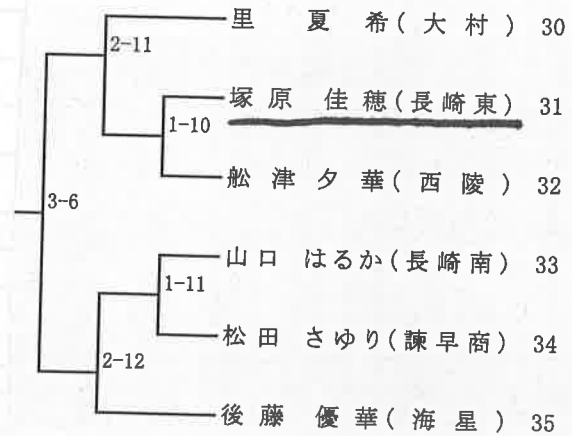 里 夏 希 ( 大 村 ) 30
2-11
塚 原 佳 穂 ( 長 崎 東 ) 31
1-10
舩 津 夕 華 ( 西 陵 ) 32
3-6
山 口 はるか ( 長 崎 南 ) 33
1-11
松 田 さゆり ( 諫 早 商 ) 34
2-12
後 藤 優 華 ( 海 星 ) 35